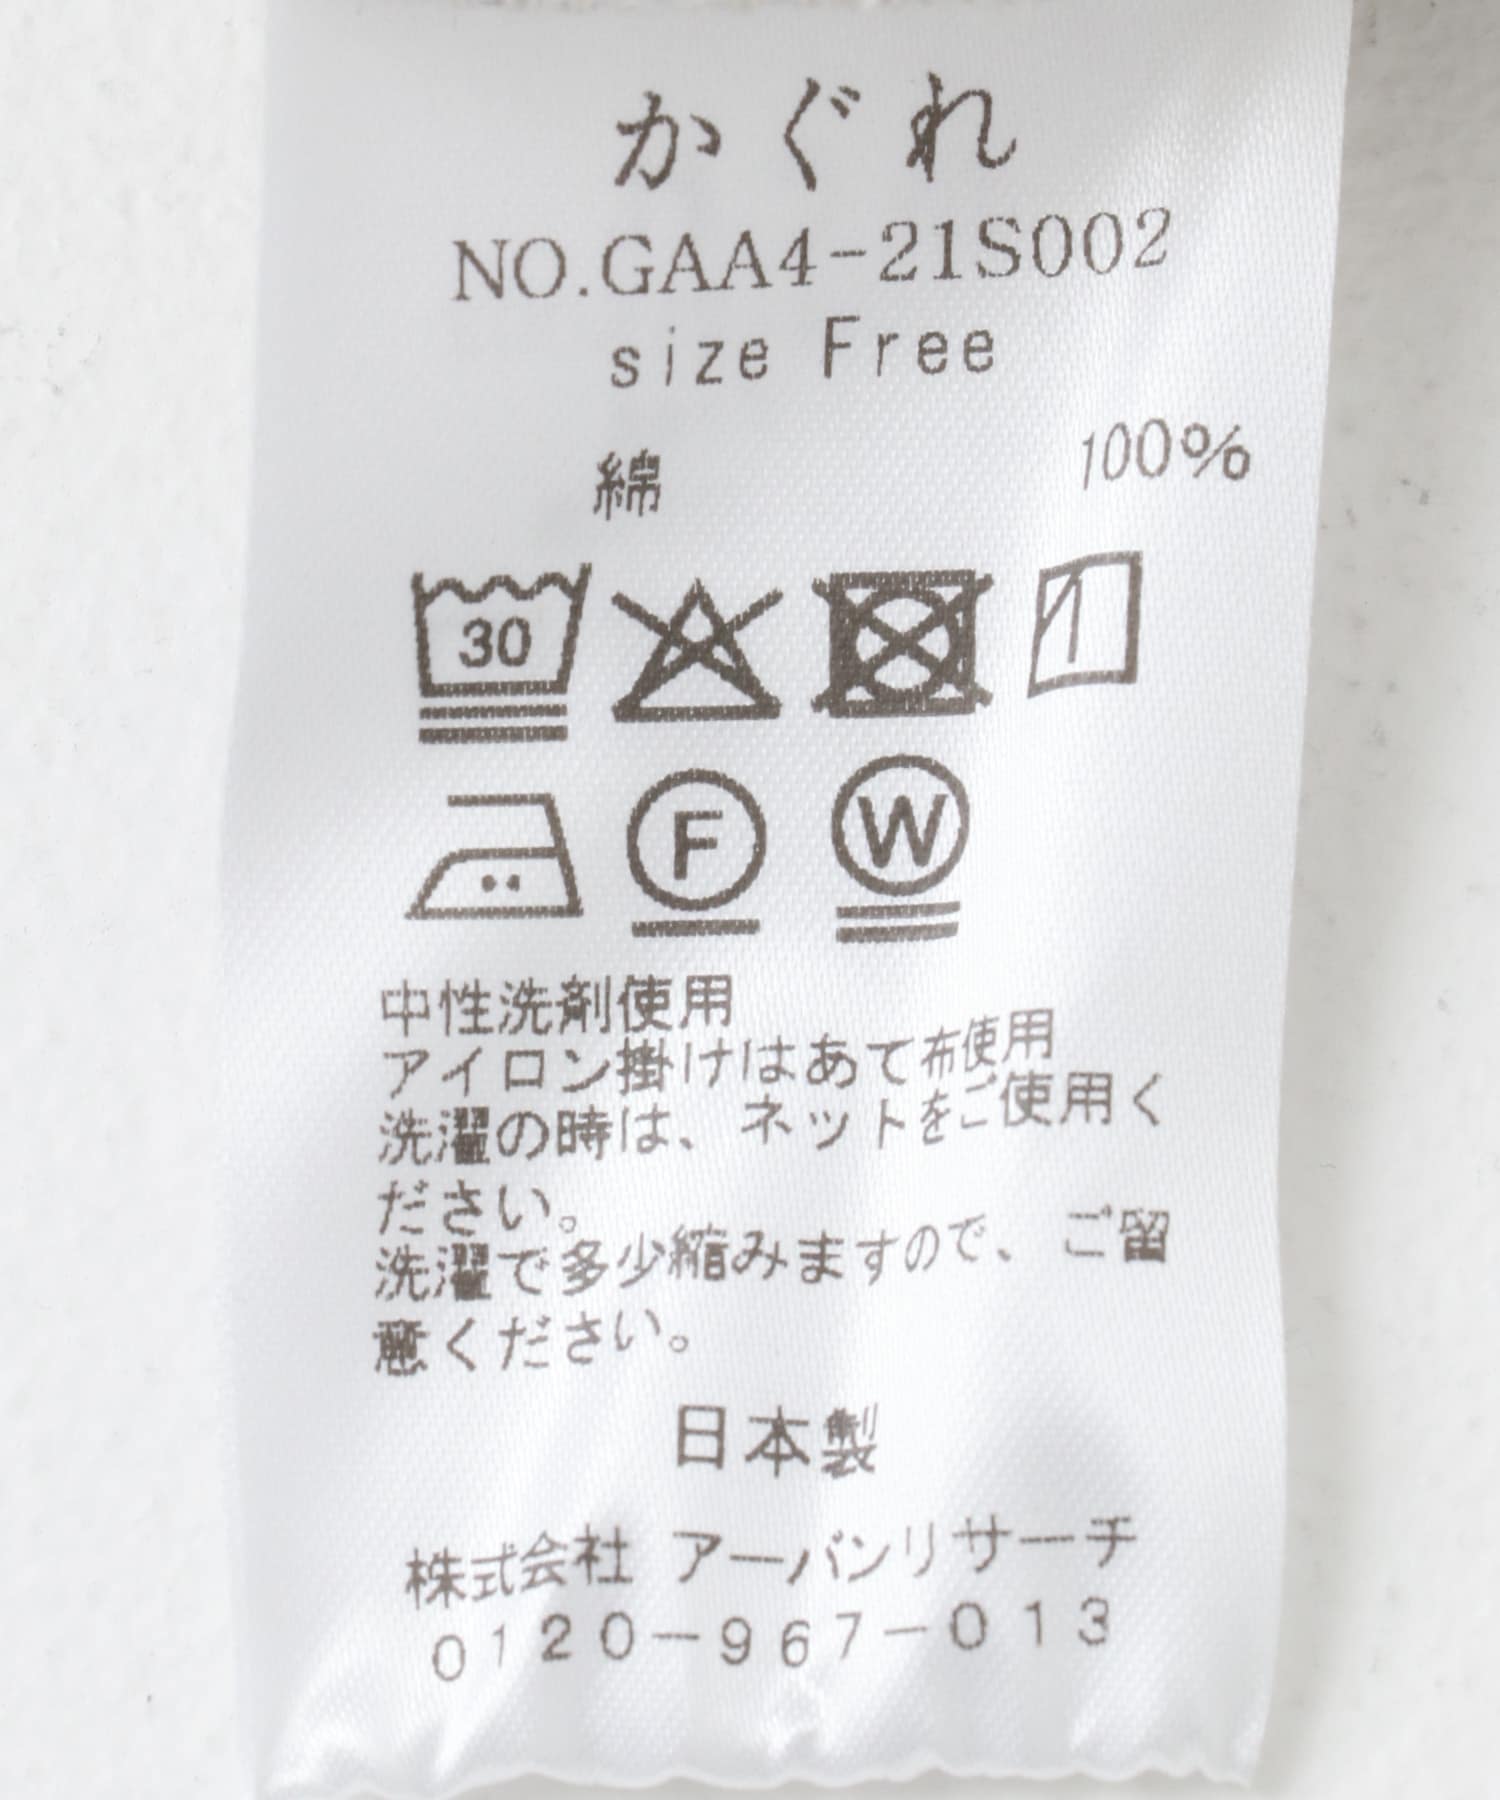 かぐれ
NO.GAA4-21S002
size Free
綿 100%
30
F W
中性洗剤使用
アイロン掛けはあて布使用
洗濯の時は、ネットをご使用く
ださい。
洗濯で多少縮みますので、ご留
意ください。
日本製
株式会社 アーバンリサーチ
0120-967-013